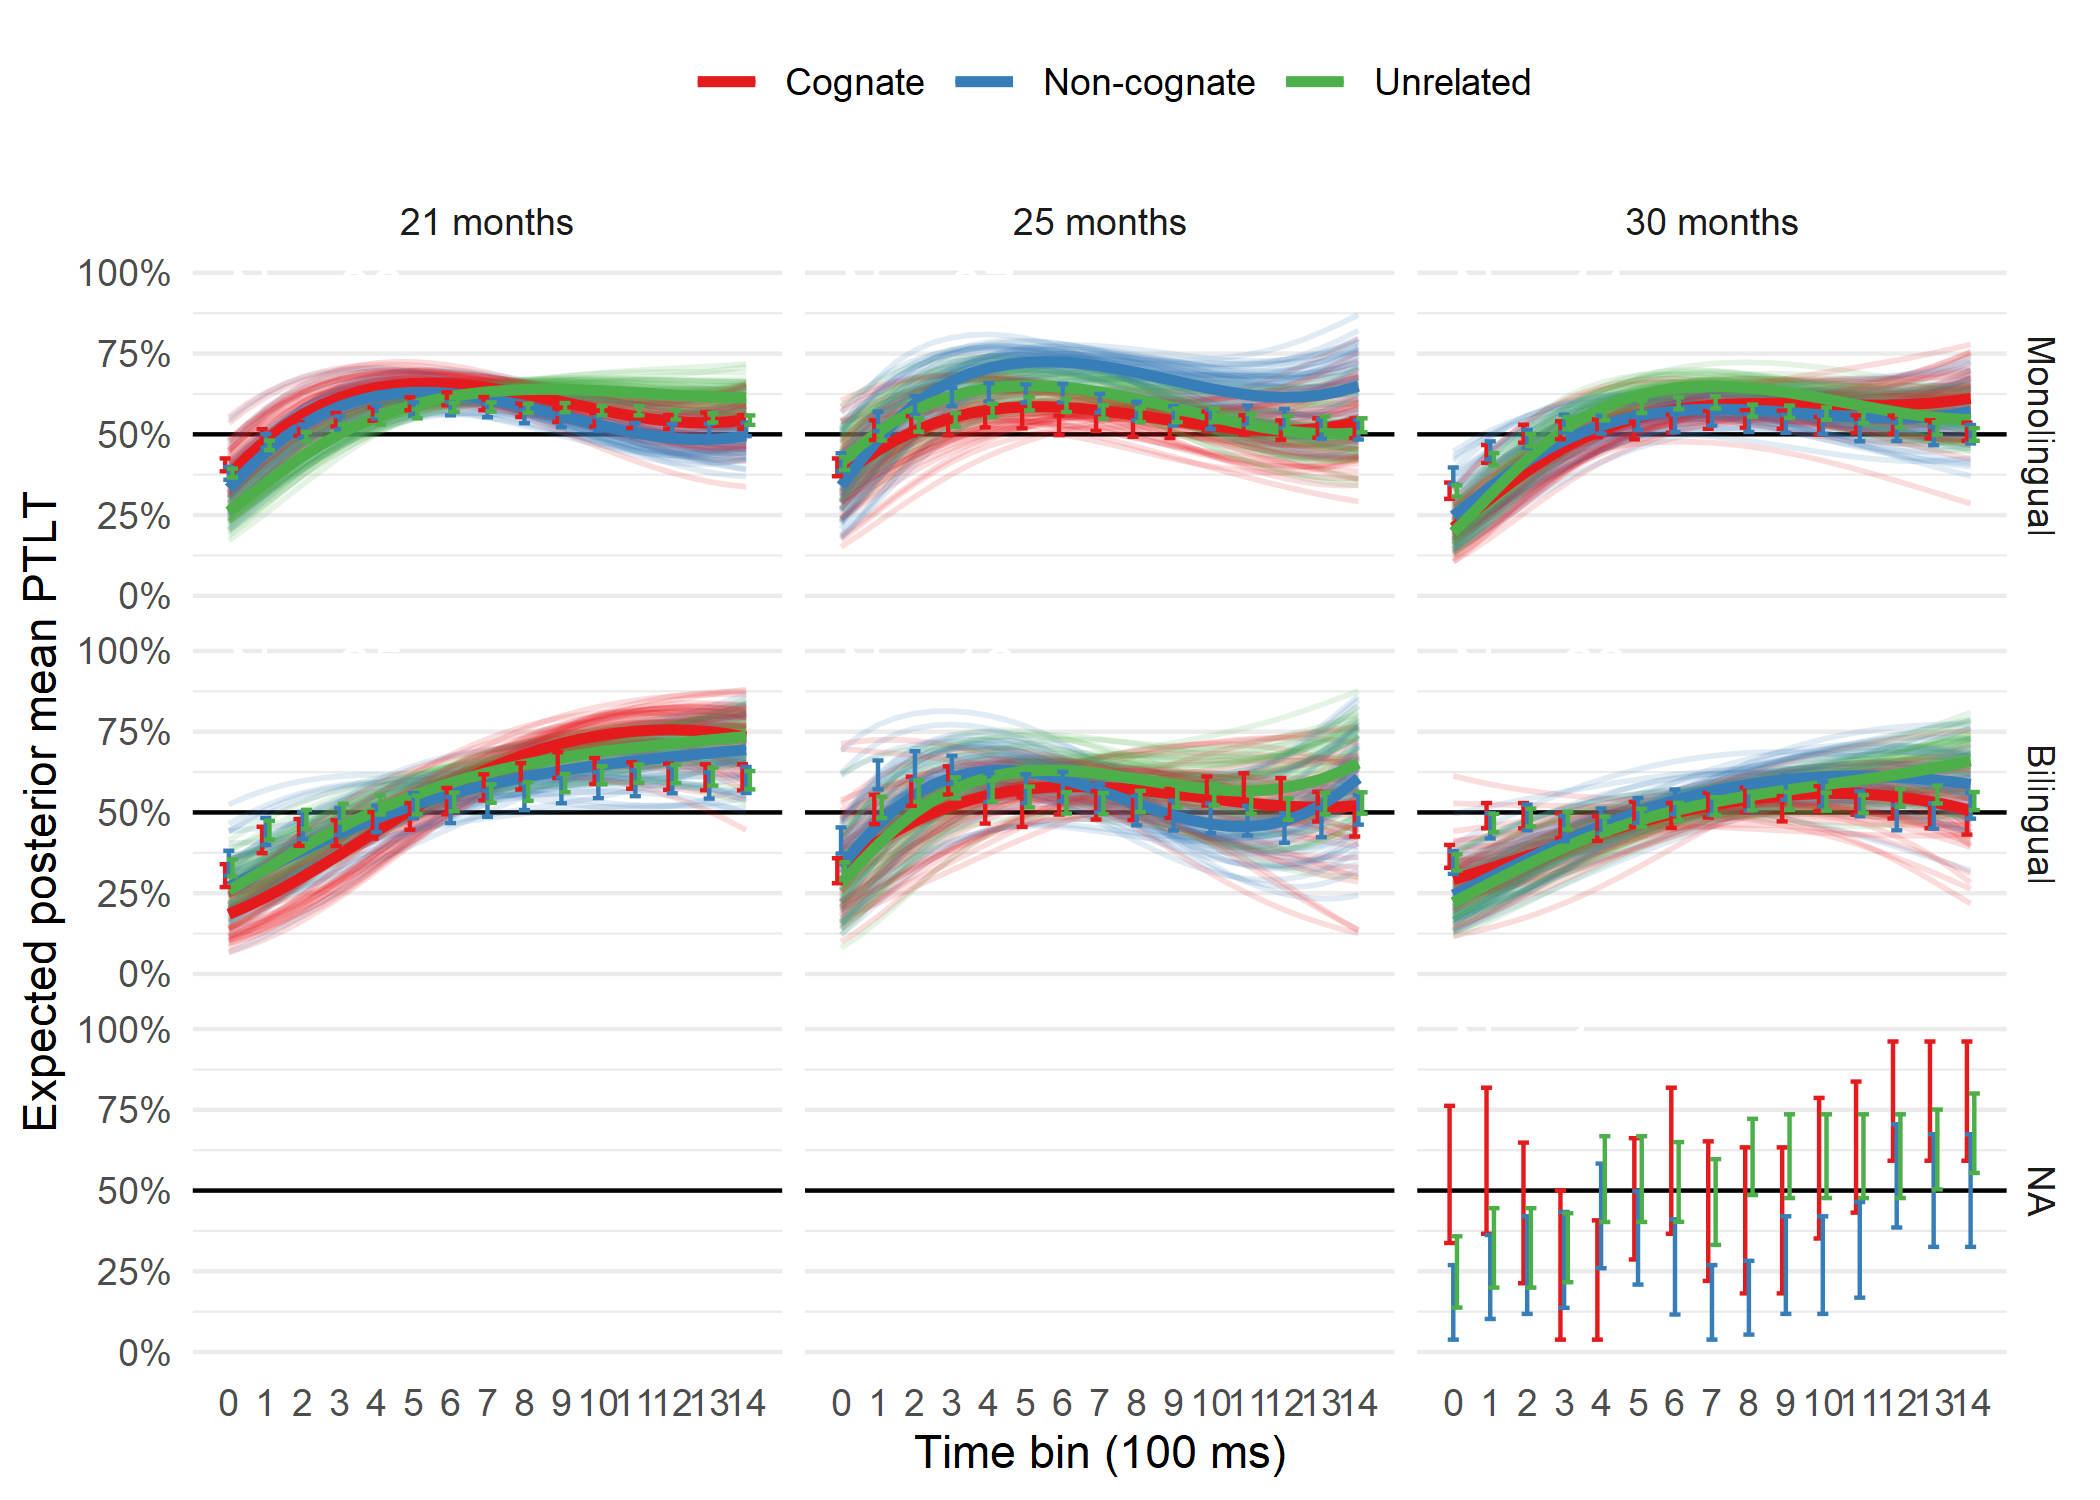 Cognate Non-cognate Unrelated
21 months 25 months 30 months
100%
75%
50%
25%
0%
Monolingual
100%
75%
50%
25%
0%
Bilingual
100%
75%
50%
25%
0%
NA
Expected posterior mean PTLT
0 1 2 3 4 5 6 7 8 9 10 11 12 13 14 0 1 2 3 4 5 6 7 8 9 10 11 12 13 14 0 1 2 3 4 5 6 7 8 9 10 11 12 13 14
Time bin (100 ms)